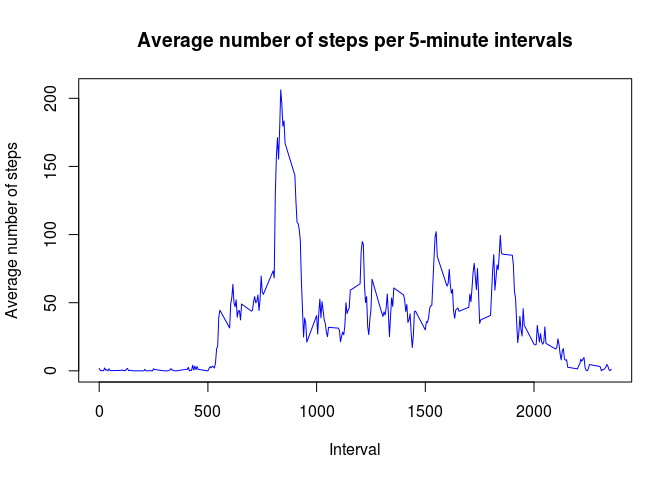 Average number of steps per 5-minute intervals
Average number of steps
200
150
100
50
0
0 500 1000 1500 2000
Interval